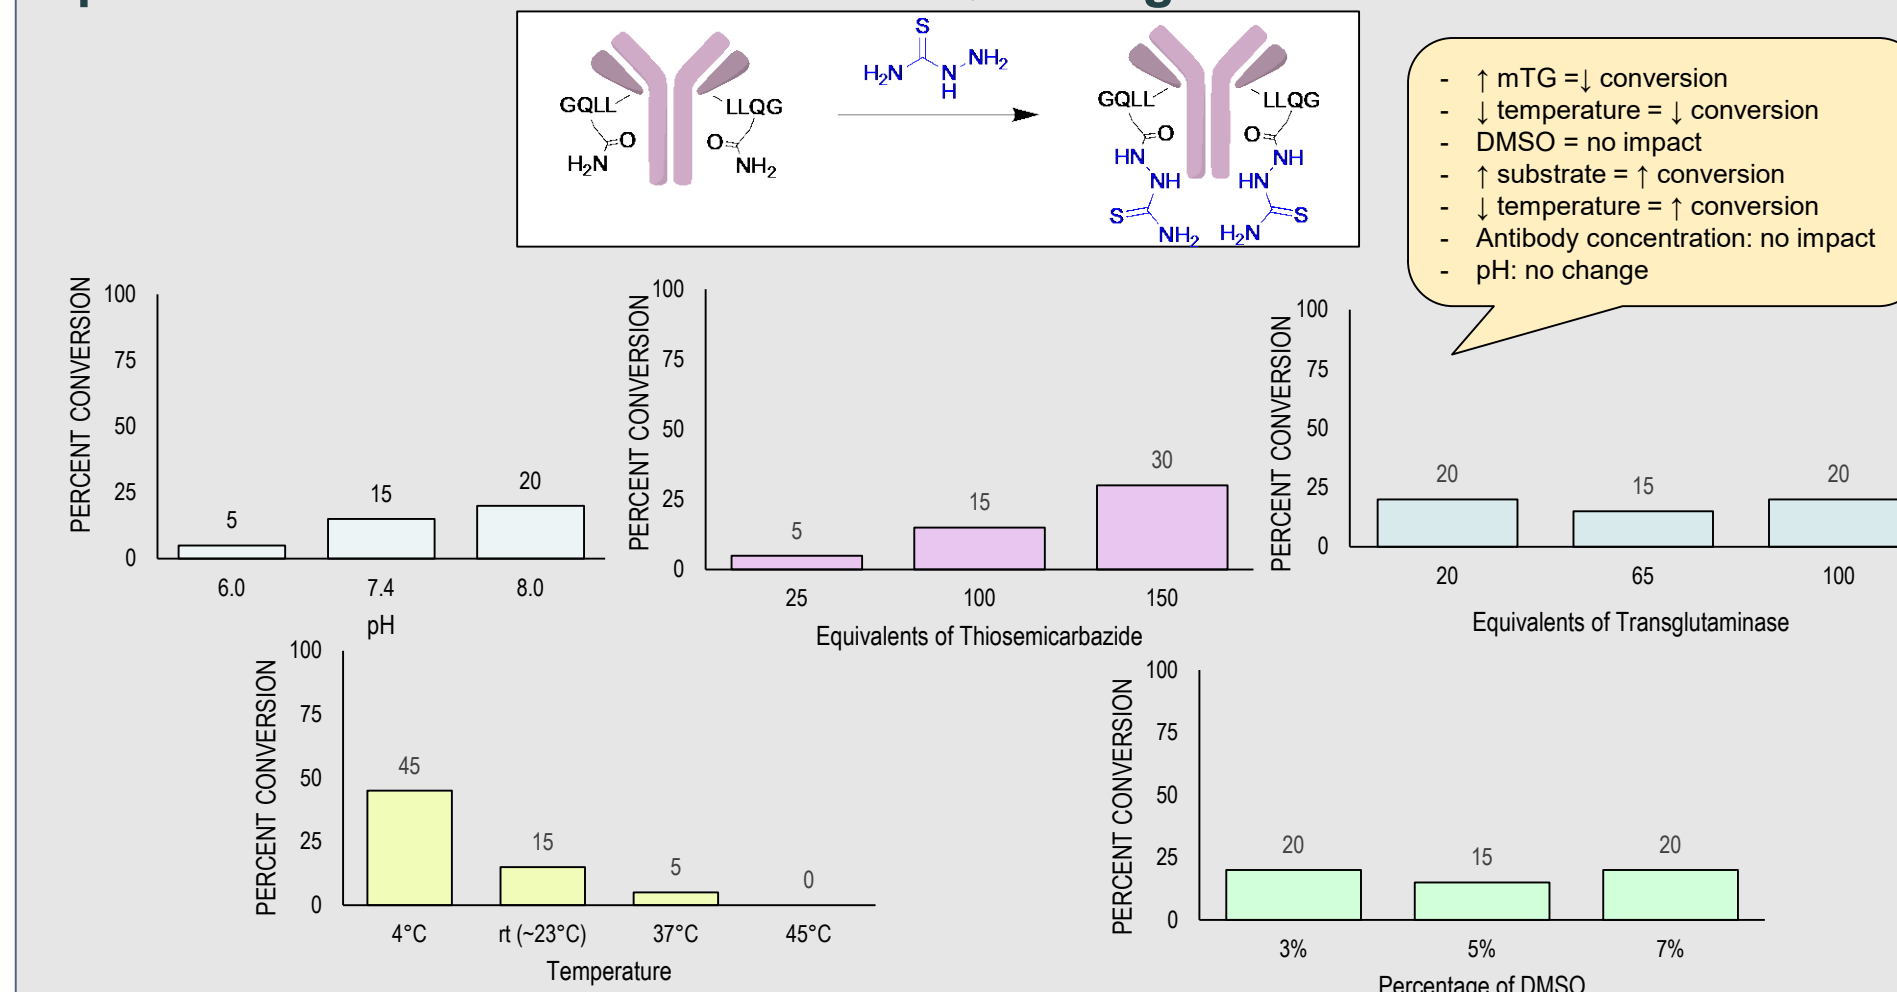 S
H₂N
N
H
NH₂
GQLL
LLQG
O
H₂N
O
NH₂
GQLL
LLQG
O
HN
NH
S
NH₂
O
NH
HN
S
H₂N
- ↑ mTG =↓ conversion
- ↓ temperature = ↓ conversion
- DMSO = no impact
- ↑ substrate = ↑ conversion
- ↓ temperature = ↑ conversion
- Antibody concentration: no impact
- pH: no change
PERCENT CONVERSION
100
75
50
25
0
5
15
20
6.0
7.4
8.0
pH
PERCENT CONVERSION
100
75
50
25
0
5
15
30
25
100
150
Equivalents of Thiosemicarbazide
PERCENT CONVERSION
100
75
50
25
0
20
15
20
20
65
100
Equivalents of Transglutaminase
PERCENT CONVERSION
100
75
50
25
0
45
15
5
0
4°C
rt (~23°C)
37°C
45°C
Temperature
PERCENT CONVERSION
100
75
50
25
0
20
15
20
3%
5%
7%
Percentage of DMSO